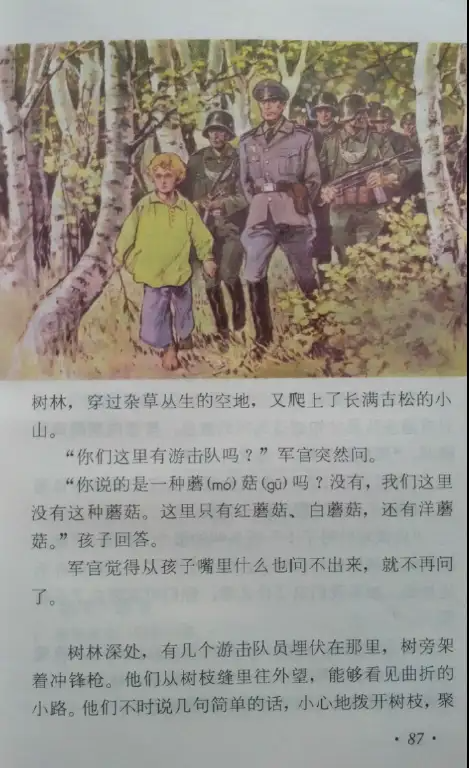 树林，穿过杂草丛生的空地，又爬上了长满古松的小
山。
“你们这里有游击队吗？”军官突然问。
“你说的是一种蘑(mó)菇(gū)吗？没有，我们这里
没有这种蘑菇。这里只有红蘑菇、白蘑菇，还有洋蘑
菇。”孩子回答。
军官觉得从孩子嘴里什么也问不出来，就不再问
了。
树林深处，有几个游击队员埋伏在那里，树旁架
着冲锋枪。他们从树枝缝里往外望，能够看见曲折的
小路。他们不时说几句简单的话，小心地拨开树枝，聚
·87·